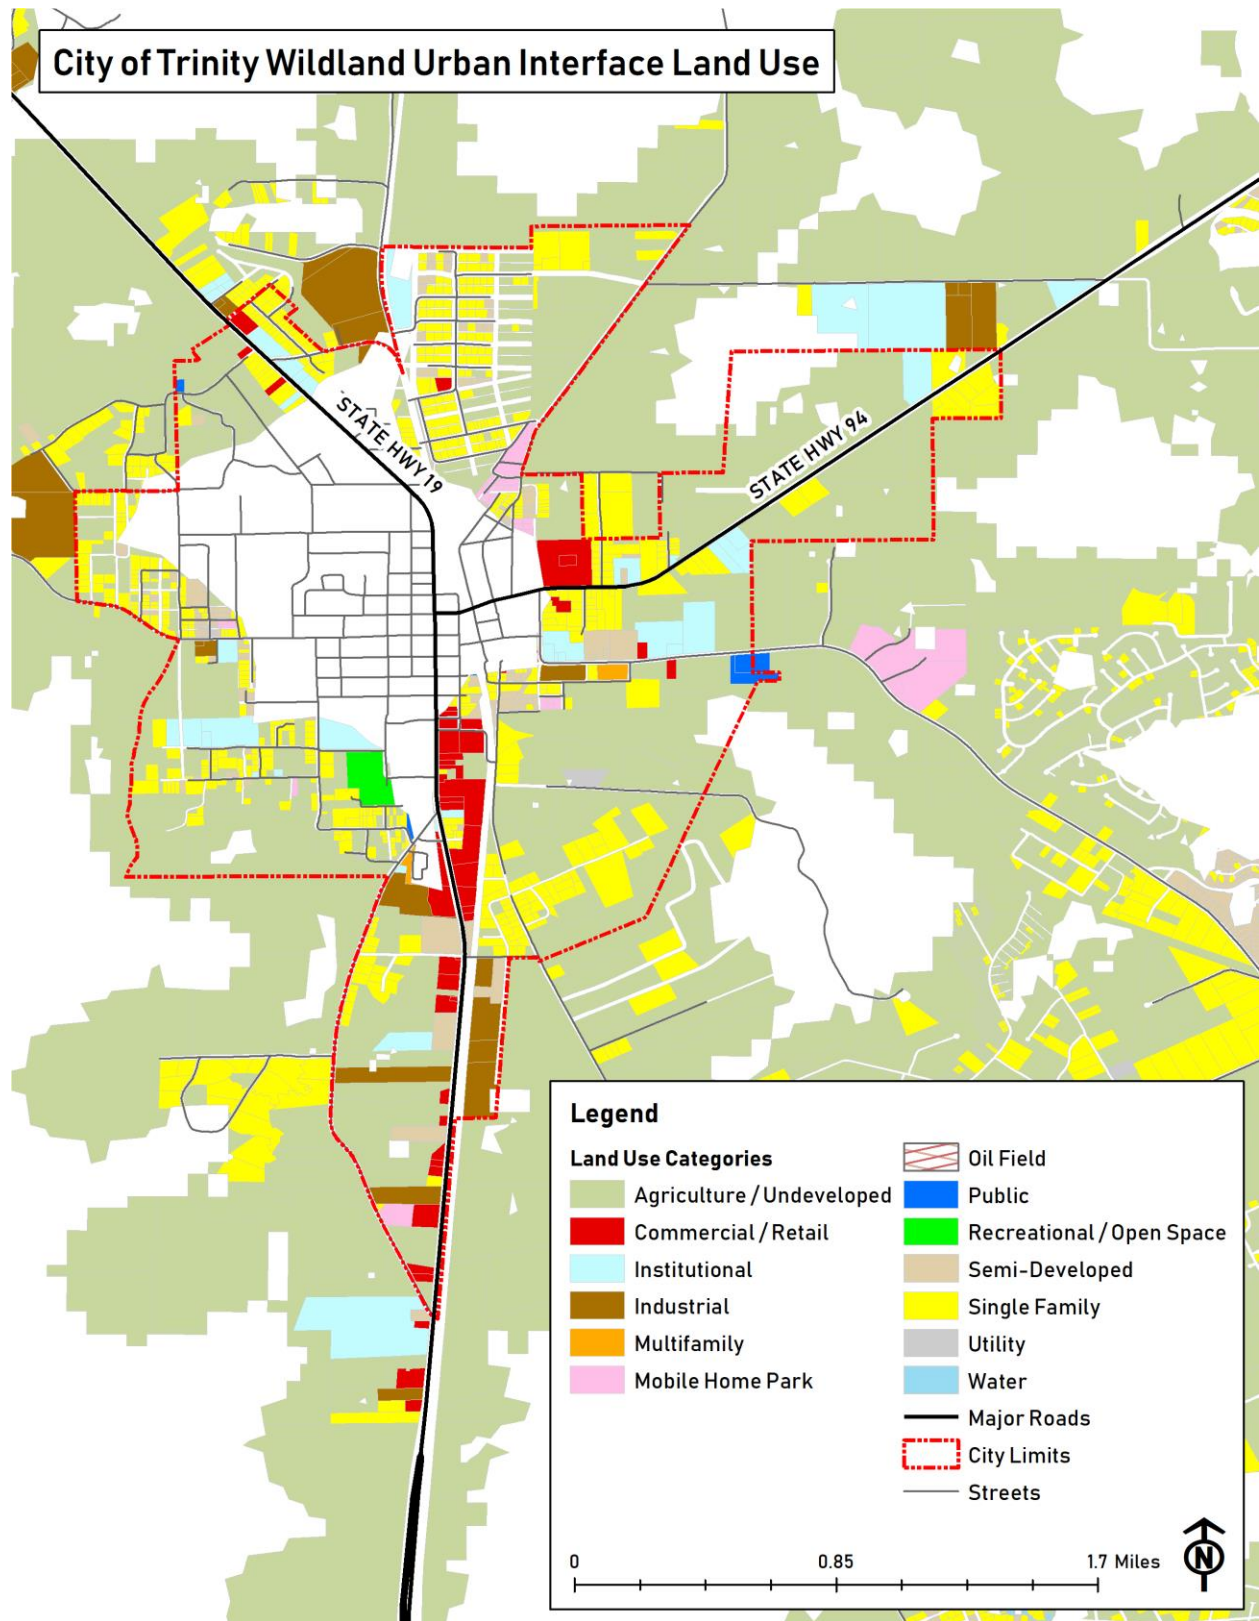 City of Trinity Wildland Urban Interface Land Use
STATE HWY 19
STATE HWY 94
Legend
Land Use Categories
Agriculture / Undeveloped
Commercial / Retail
Institutional
Industrial
Multifamily
Mobile Home Park
Oil Field
Public
Recreational / Open Space
Semi-Developed
Single Family
Utility
Water
Major Roads
City Limits
Streets
0 0.85 1.7 Miles
N